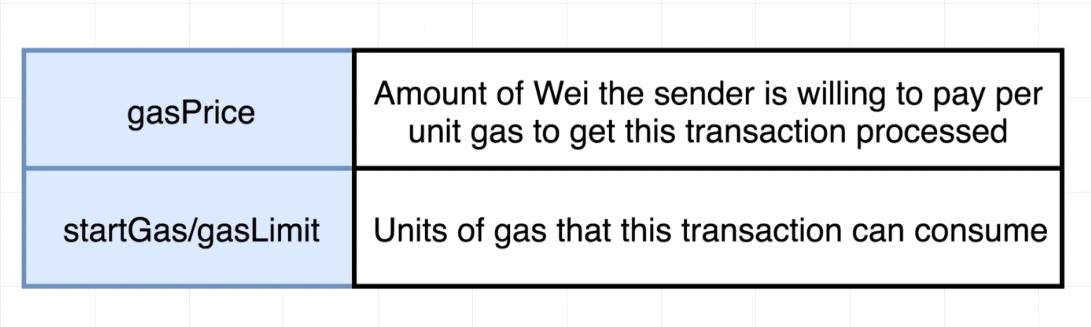 gasPrice
Amount of Wei the sender is willing to pay per
unit gas to get this transaction processed
startGas/gasLimit
Units of gas that this transaction can consume